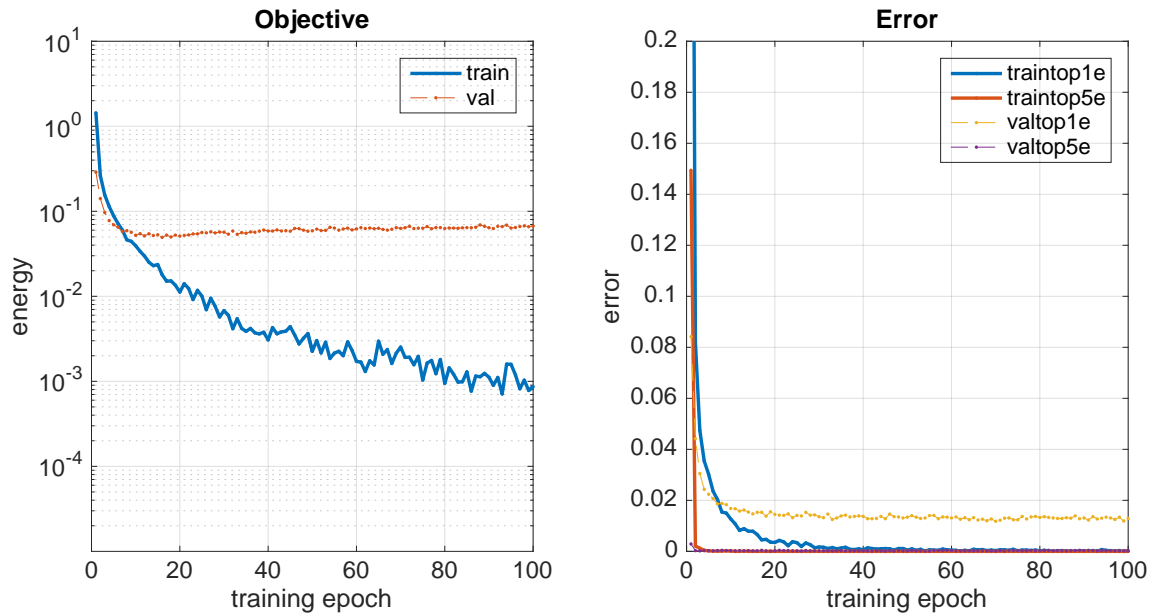 Objective
10^1
10^0
10^-1
10^-2
10^-3
10^-4
energy
0 20 40 60 80 100
training epoch
train
val
Error
0.2
0.18
0.16
0.14
0.12
0.1
0.08
0.06
0.04
0.02
0
error
0 20 40 60 80 100
training epoch
traintop1e
traintop5e
valtop1e
valtop5e